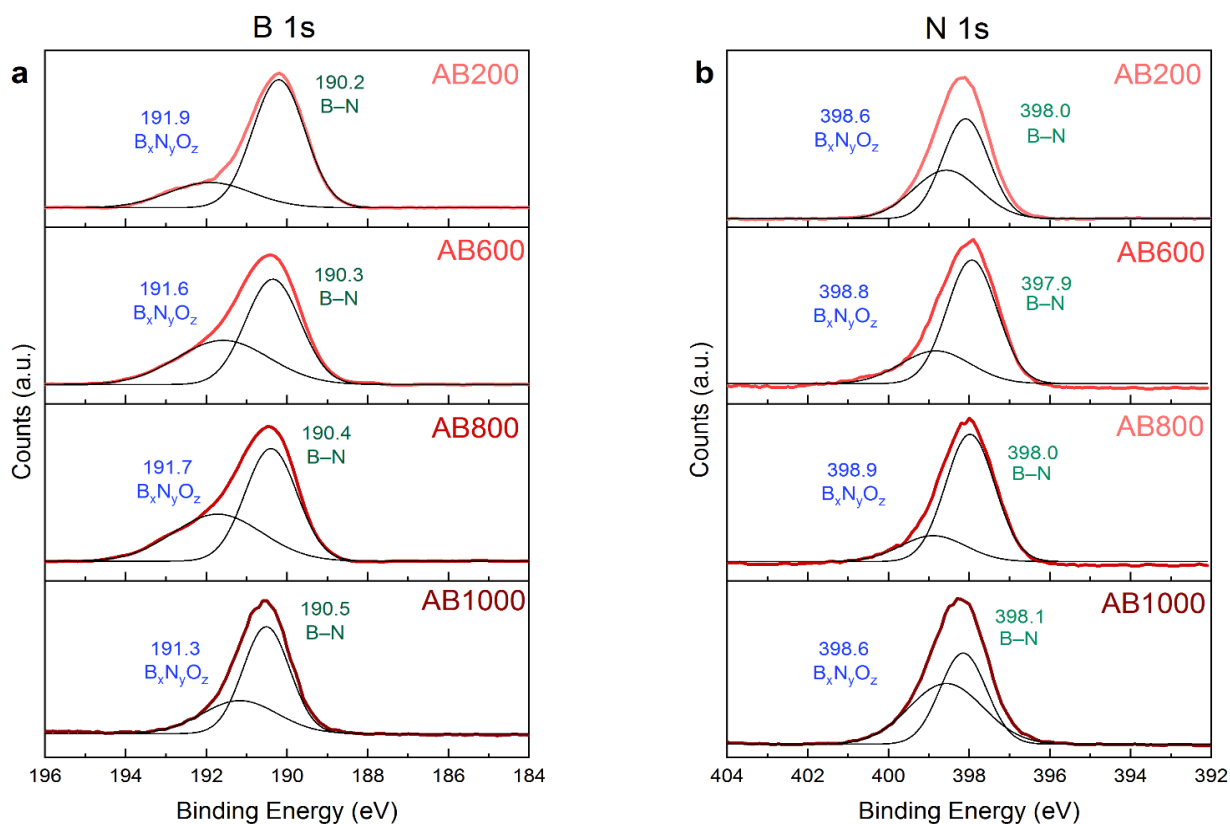 B 1s
a
AB200
191.9
BxNyOz
190.2
B–N
AB600
191.6
BxNyOz
190.3
B–N
AB800
191.7
BxNyOz
190.4
B–N
AB1000
191.3
BxNyOz
190.5
B–N
Counts (a.u.)
196 194 192 190 188 186 184
Binding Energy (eV)
N 1s
b
AB200
398.6
BxNyOz
398.0
B–N
AB600
398.8
BxNyOz
397.9
B–N
AB800
398.9
BxNyOz
398.0
B–N
AB1000
398.6
BxNyOz
398.1
B–N
Counts (a.u.)
404 402 400 398 396 394 392
Binding Energy (eV)